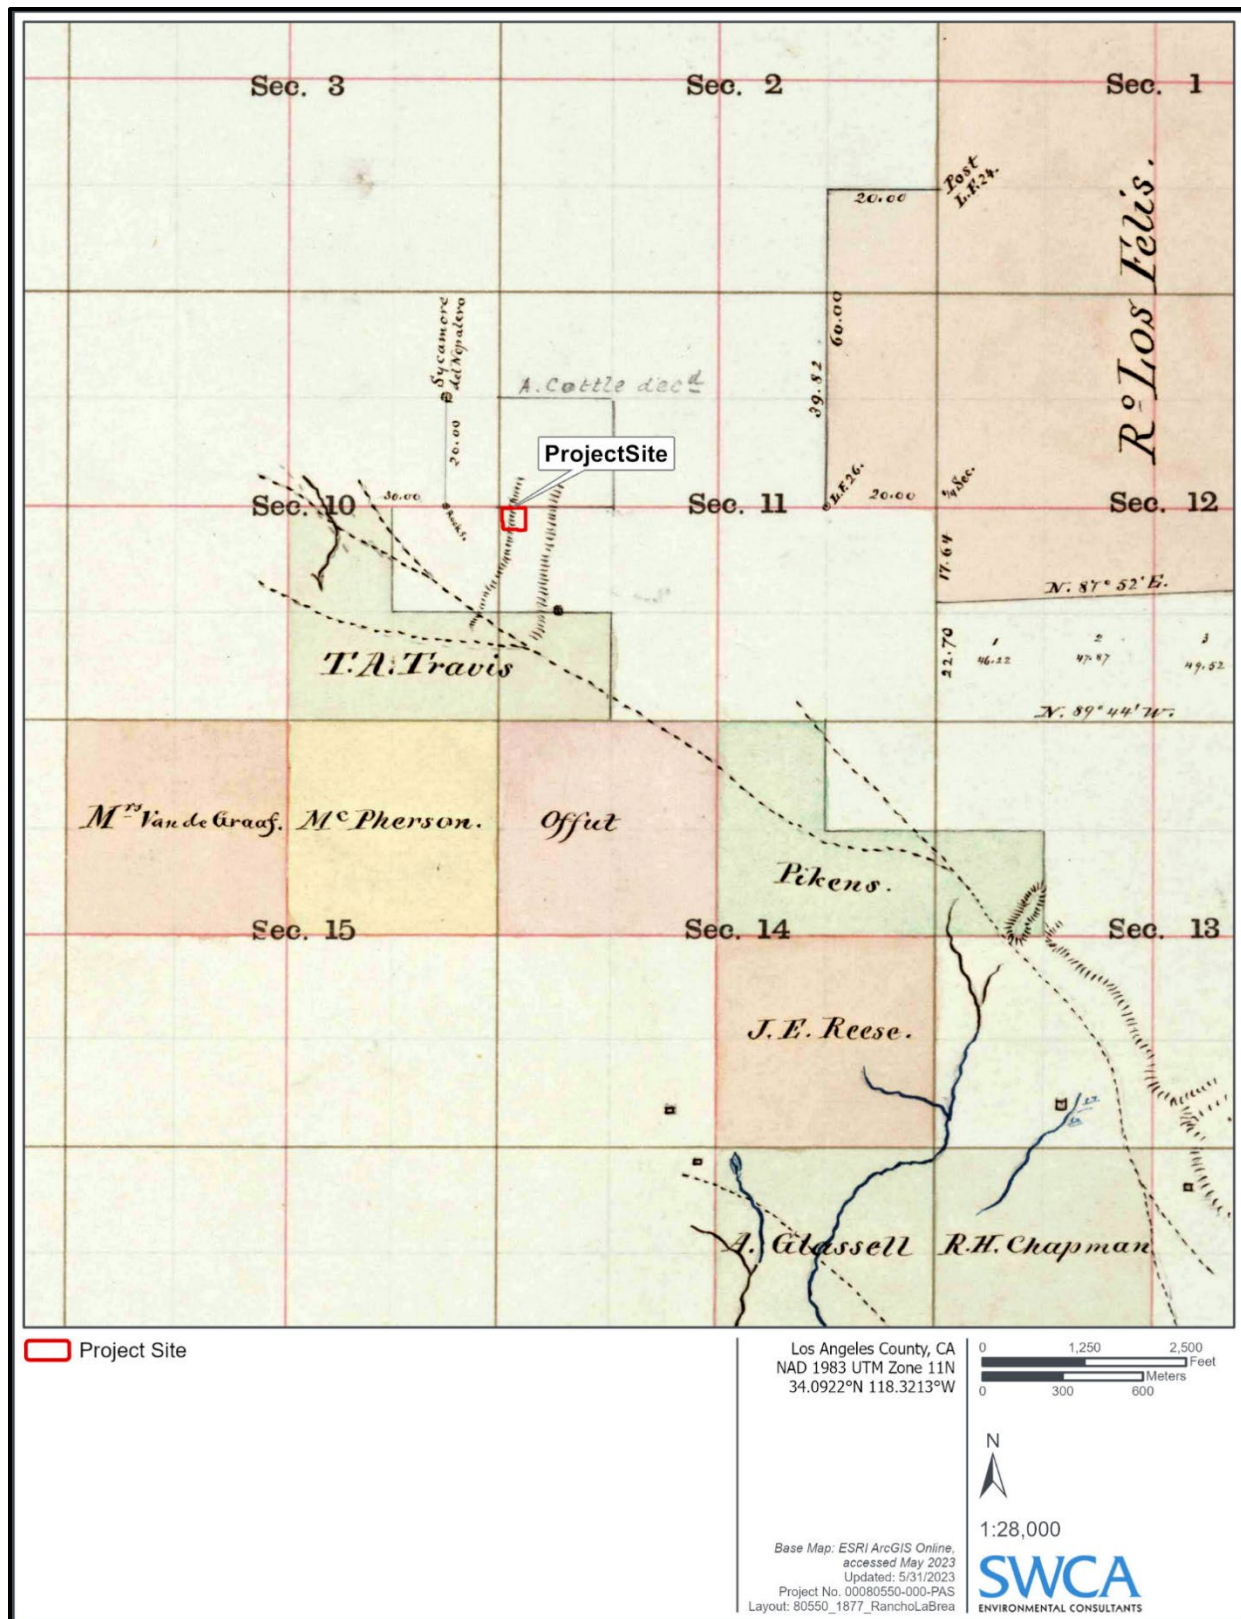 Sec. 3
Sec. 2
Sec. 1
Post
L.F. 24.
20.00
Ro Los Felis.
60.00
39.82
Sycamore
del Nopalero
20.00
A. Cottle decd
ProjectSite
Sec. 10
30.00
Sec. 11
L.F. 26.
20.00
1/4 Sec.
Sec. 12
17.64
N. 87° 52' E.
22.70
1
46.22
2
47.87
3
49.52
N. 89° 44' W.
T. A. Travis
Mrs Van de Graaf.
Mc Pherson.
Offut
Pikens.
Sec. 15
Sec. 14
Sec. 13
J. E. Reese.
A. Glassell
R.H. Chapman
Project Site
Los Angeles County, CA
NAD 1983 UTM Zone 11N
34.0922°N 118.3213°W
0 1,250 2,500
Feet
Meters
0 300 600
N
1:28,000
Base Map: ESRI ArcGIS Online,
accessed May 2023
Updated: 5/31/2023
Project No. 00080550-000-PAS
Layout: 80550_1877_RanchoLaBrea
SWCA
ENVIRONMENTAL CONSULTANTS